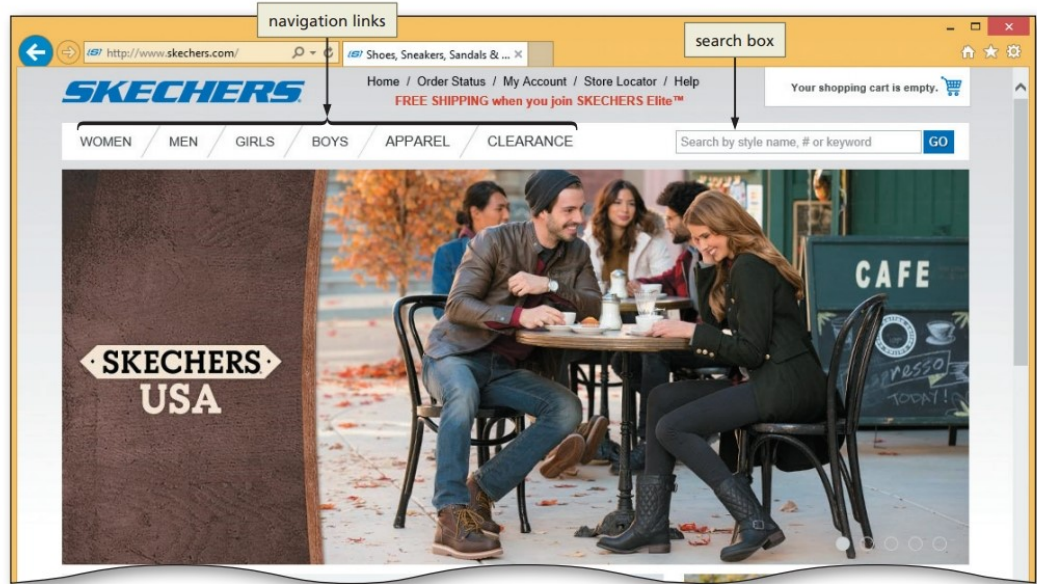 navigation links
search box
http://www.skechers.com/
Shoes, Sneakers, Sandals & ...
SKECHERS
Home / Order Status / My Account / Store Locator / Help
FREE SHIPPING when you join SKECHERS Elite™
Your shopping cart is empty.
WOMEN / MEN / GIRLS / BOYS / APPAREL / CLEARANCE
Search by style name, # or keyword
GO
CAFE
SKECHERS
USA
resso
TODAY!